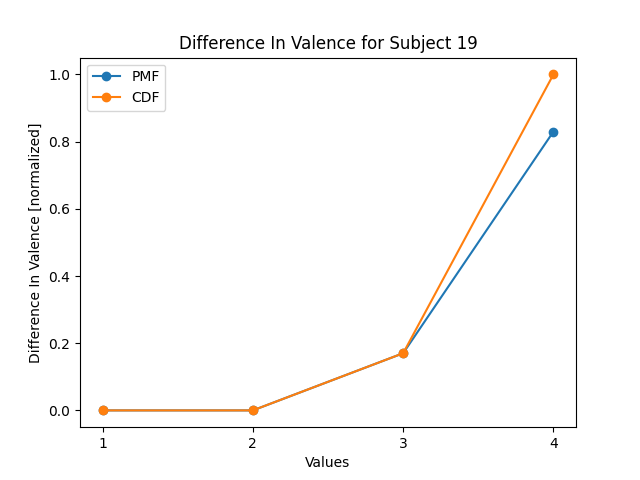 Difference In Valence for Subject 19
PMF
CDF
Difference In Valence [normalized]
1.0
0.8
0.6
0.4
0.2
0.0
1 2 3 4
Values